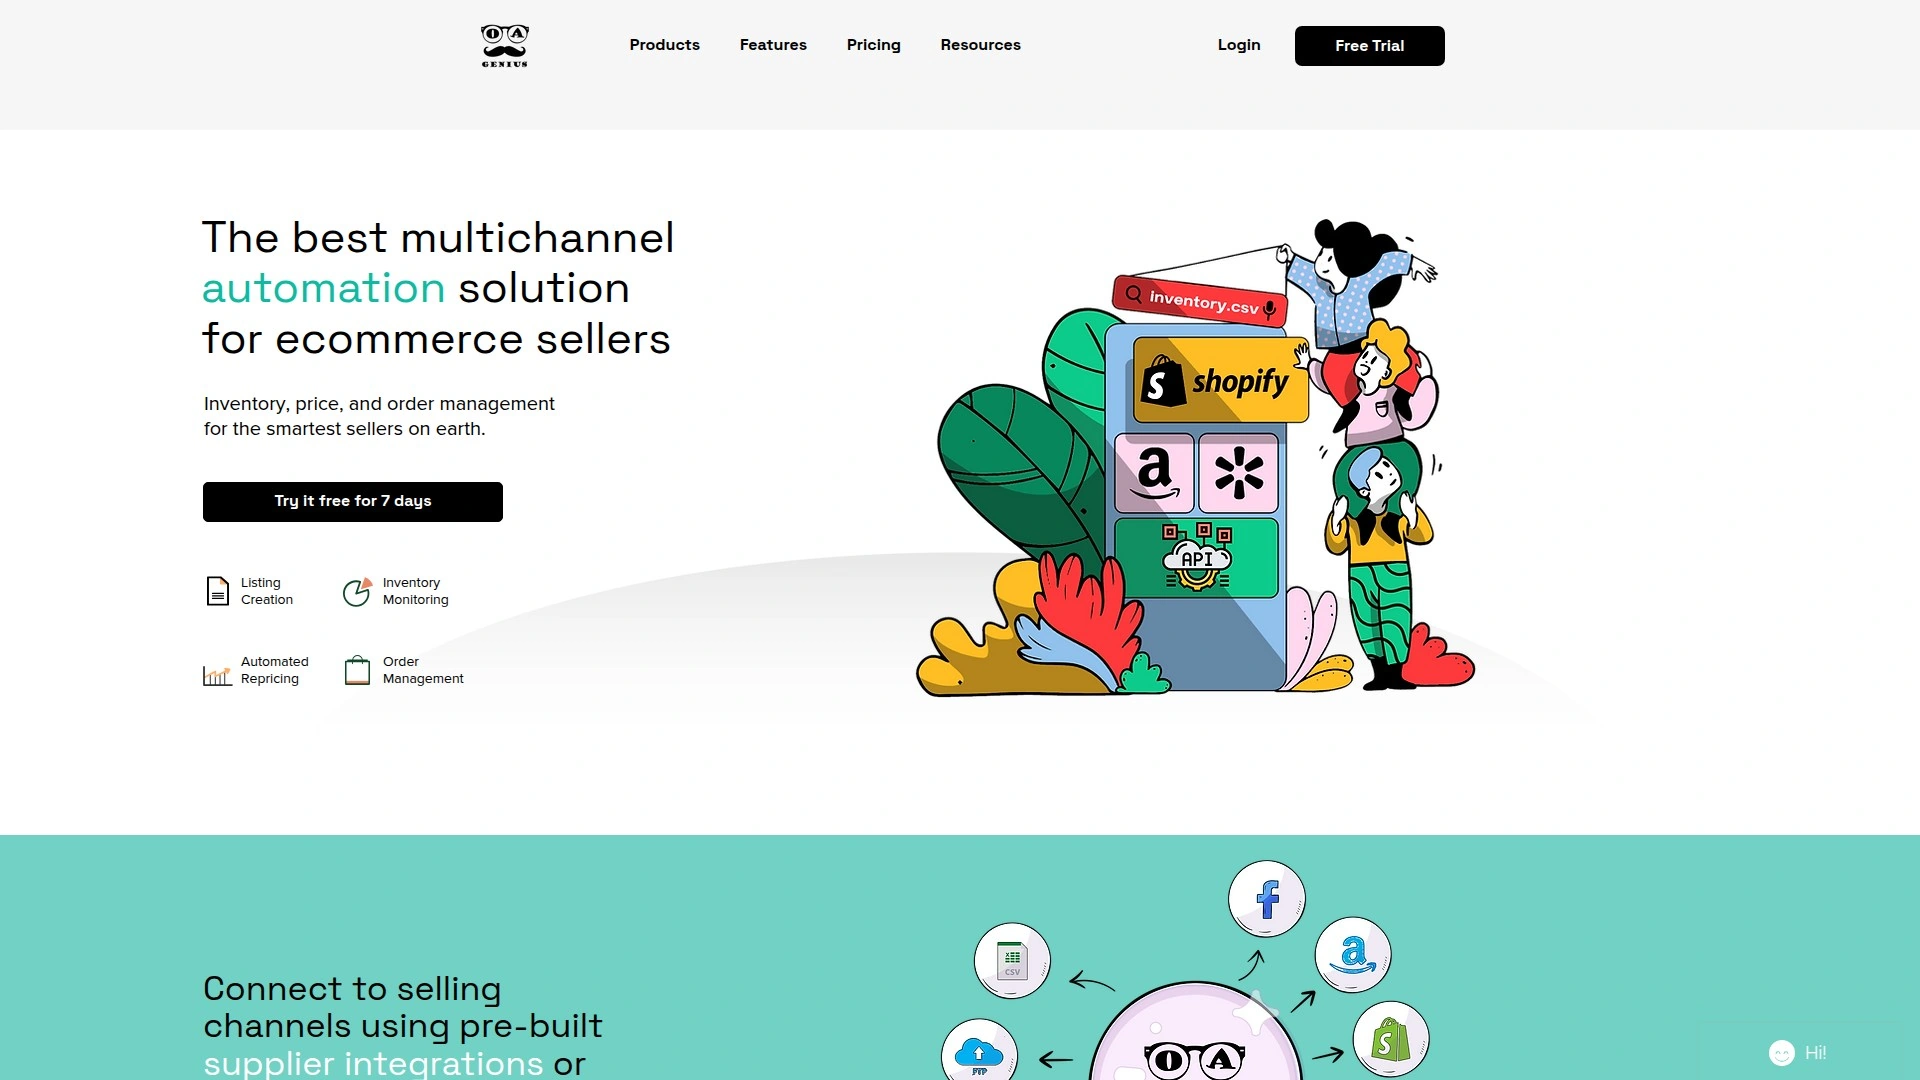 OA
GENIUS
Products
Features
Pricing
Resources
Login
Free Trial
The best multichannel
automation solution
for ecommerce sellers
Inventory, price, and order management
for the smartest sellers on earth.
Try it free for 7 days
Listing
Creation
Inventory
Monitoring
Automated
Repricing
Order
Management
inventory.csv
shopify
a
API
Connect to selling
channels using pre-built
supplier integrations or
f
a
CSV
S
FTP
OA
Hi!